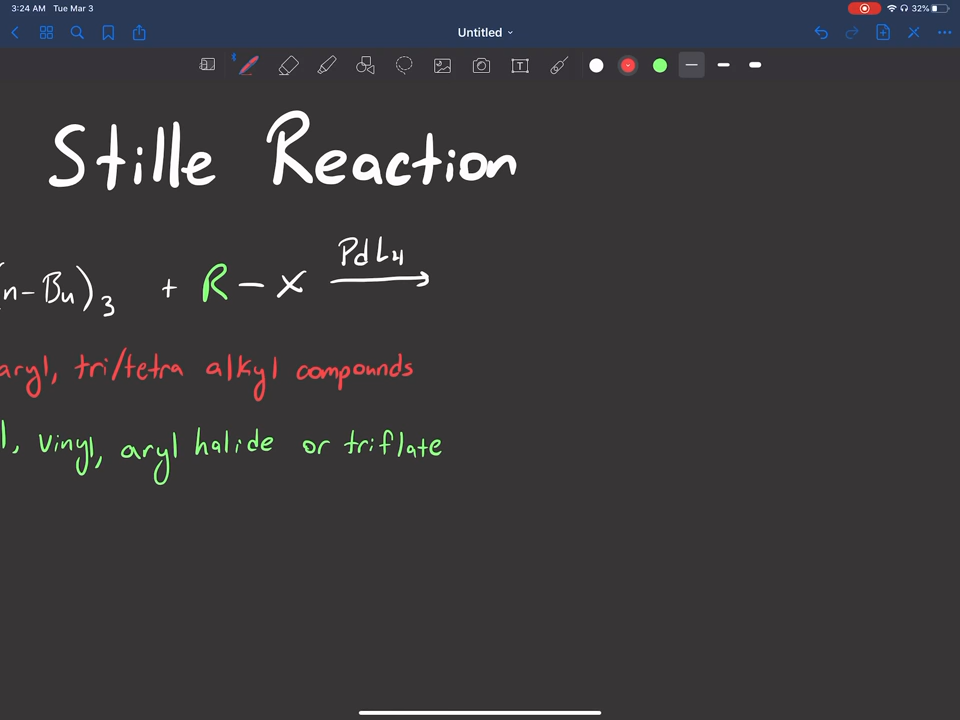 3:24 AM Tue Mar 3
32%
Untitled
T
Stille Reaction
PdL4
n-Bu)3 + R - X
aryl, tri/tetra alkyl compounds
l, vinyl, aryl halide or triflate